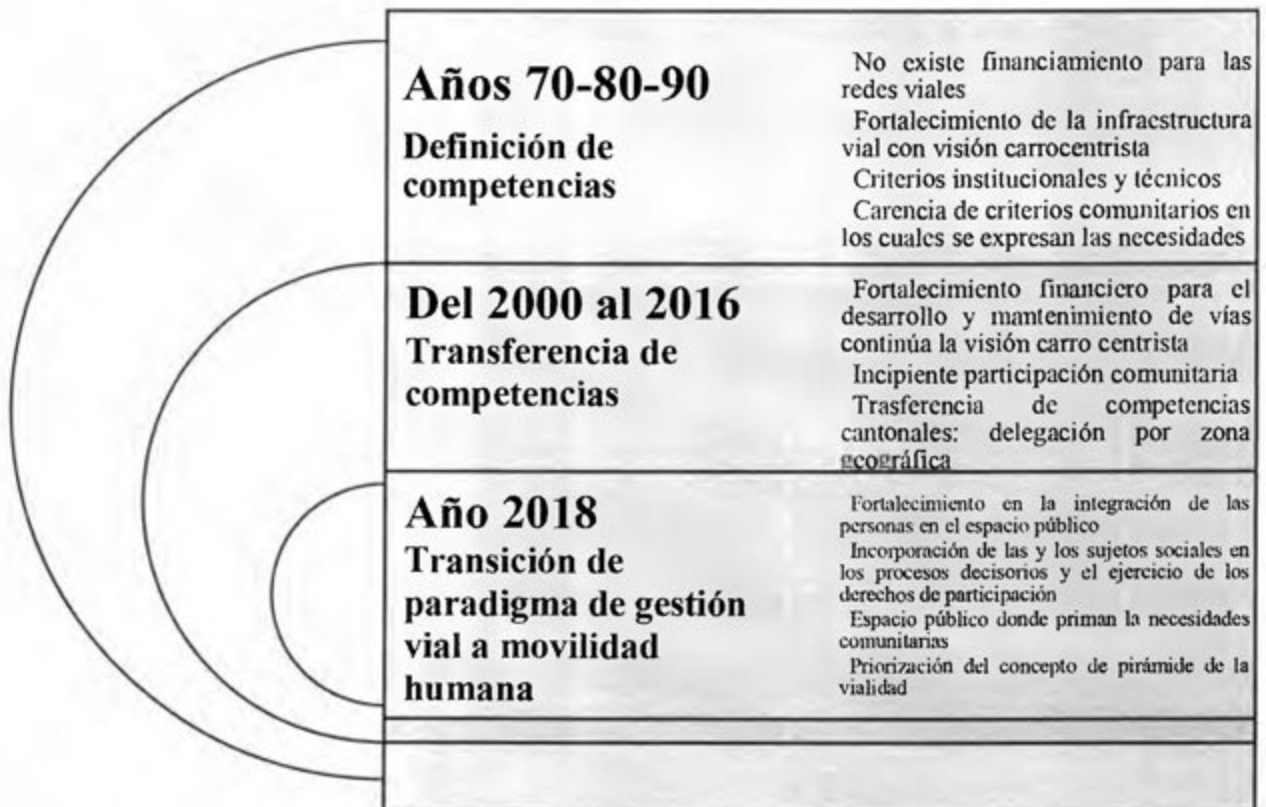 Años 70-80-90
Definición de
competencias
No existe financiamiento para las
redes viales
Fortalecimiento de la infraestructura
vial con visión carrocentrista
Criterios institucionales y técnicos
Carencia de criterios comunitarios en
los cuales se expresan las necesidades
Del 2000 al 2016
Transferencia de
competencias
Fortalecimiento financiero para el
desarrollo y mantenimiento de vías
continúa la visión carro centrista
Incipiente participación comunitaria
Trasferencia de competencias
cantonales: delegación por zona
geográfica
Año 2018
Transición de
paradigma de gestión
vial a movilidad
humana
Fortalecimiento en la integración de las
personas en el espacio público
Incorporación de las y los sujetos sociales en
los procesos decisorios y el ejercicio de los
derechos de participación
Espacio público donde priman la necesidades
comunitarias
Priorización del concepto de pirámide de la
vialidad